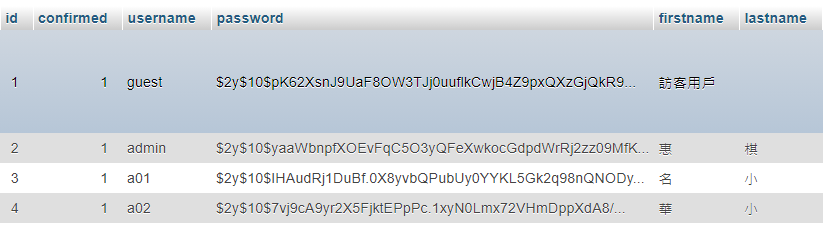 id confirmed username password firstname lastname
1 1 guest $2y$10$pK62XsnJ9UaF8OW3TJj0uuflkCwjB4Z9pxQXzGjQkR9... 訪客用戶
2 1 admin $2y$10$yaaWbnpfXOEvFqC5O3yQFeXwkocGdpdWrRj2zz09MfK... 惠 棋
3 1 a01 $2y$10$IHAudRj1DuBf.0X8yvbQPubUy0YYKL5Gk2q98nQNODy... 名 小
4 1 a02 $2y$10$7vj9cA9yr2X5FjktEPpPc.1xyN0Lmx72VHmDppXdA8/... 華 小